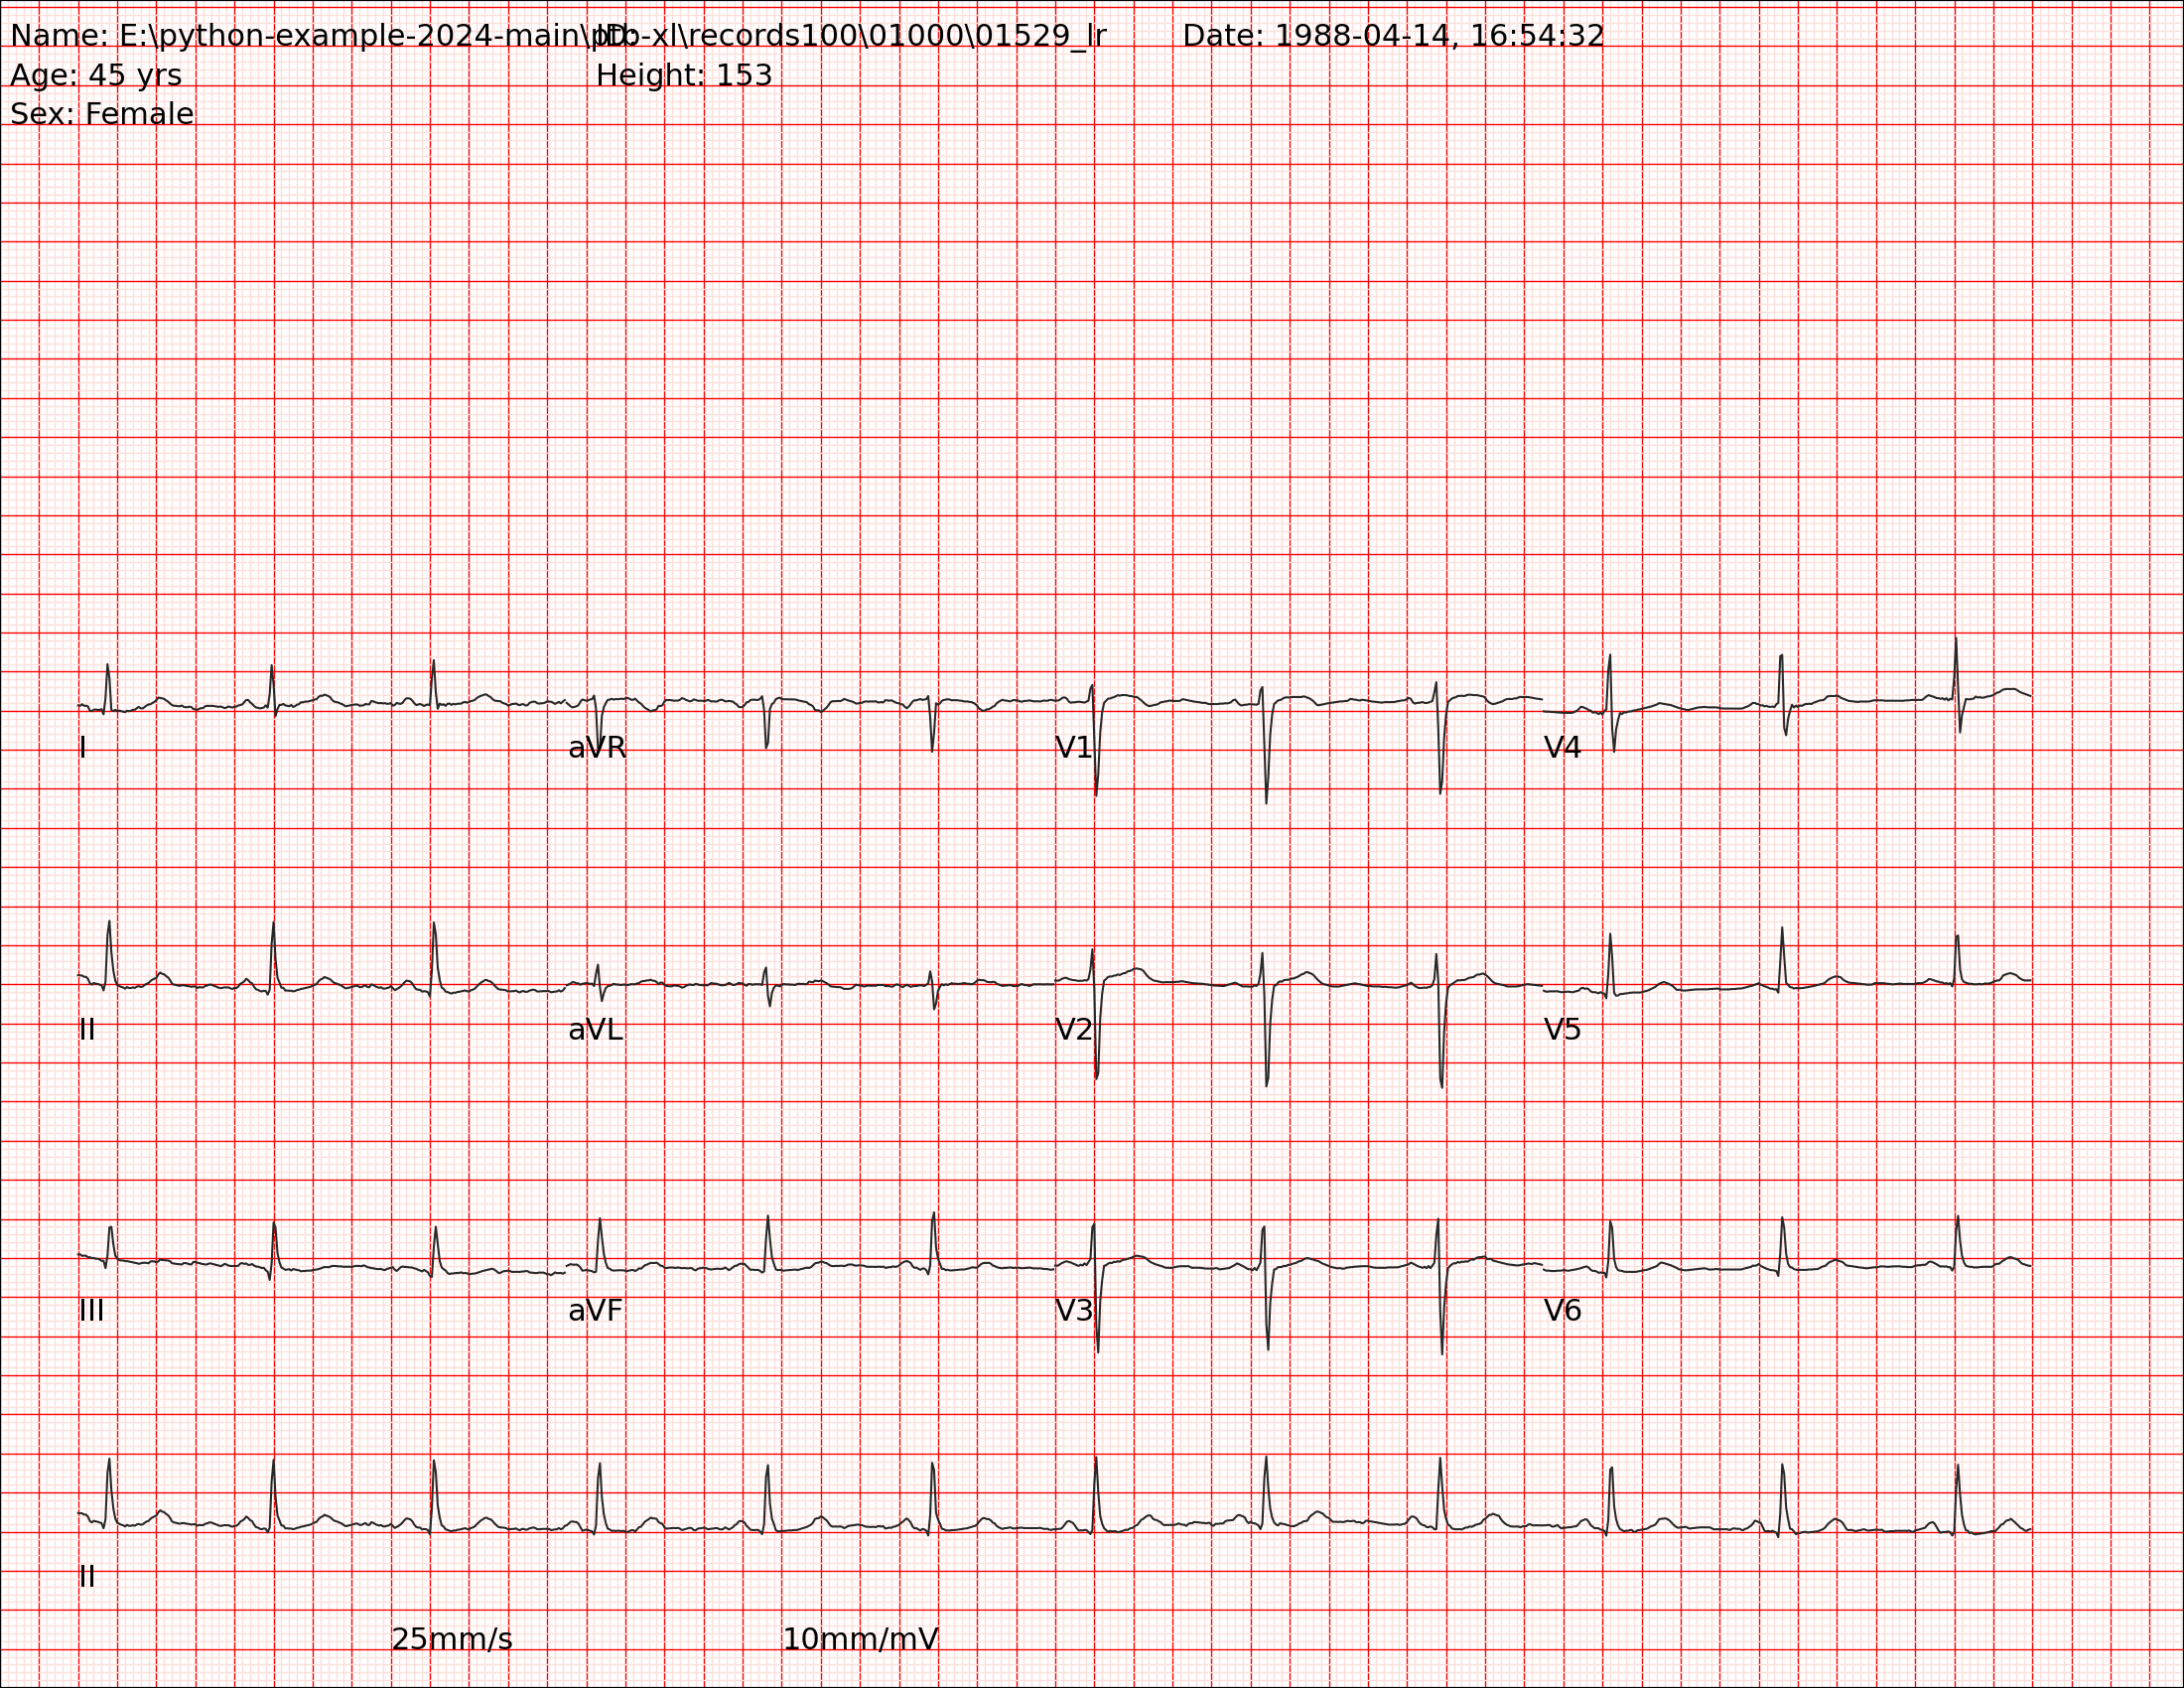 Name: E:\python-example-2024-main\ptb-xl\records100\01000\01529_lr ID: Date: 1988-04-14, 16:54:32
Age: 45 yrs Height: 153
Sex: Female
I aVR V1 V4
II aVL V2 V5
III aVF V3 V6
II
25mm/s 10mm/mV